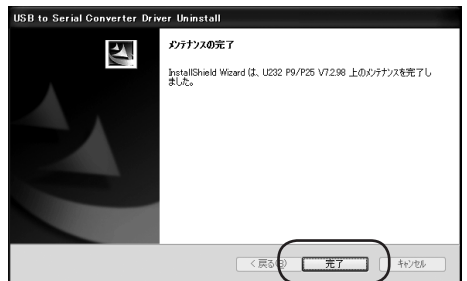 USB to Serial Converter Driver Uninstall
メンテナンスの完了
InstallShield Wizard は、U232 P9/P25 V7.2.98 上のメンテナンスを完了し
ました。
< 戻る(B) 完了 キャンセル